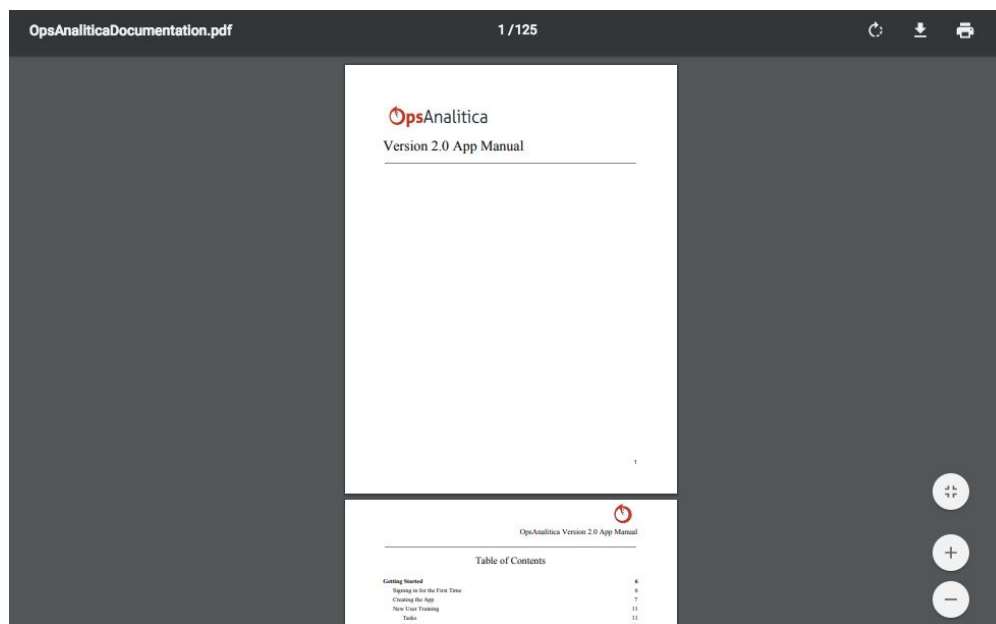 OpsAnaliticaDocumentation.pdf
1 / 125
OpsAnalitica
Version 2.0 App Manual
1
OpsAnalitica Version 2.0 App Manual
Table of Contents
Getting Started 6
Signing in for the First Time 6
Creating the App 7
New User Training 11
Tasks 11